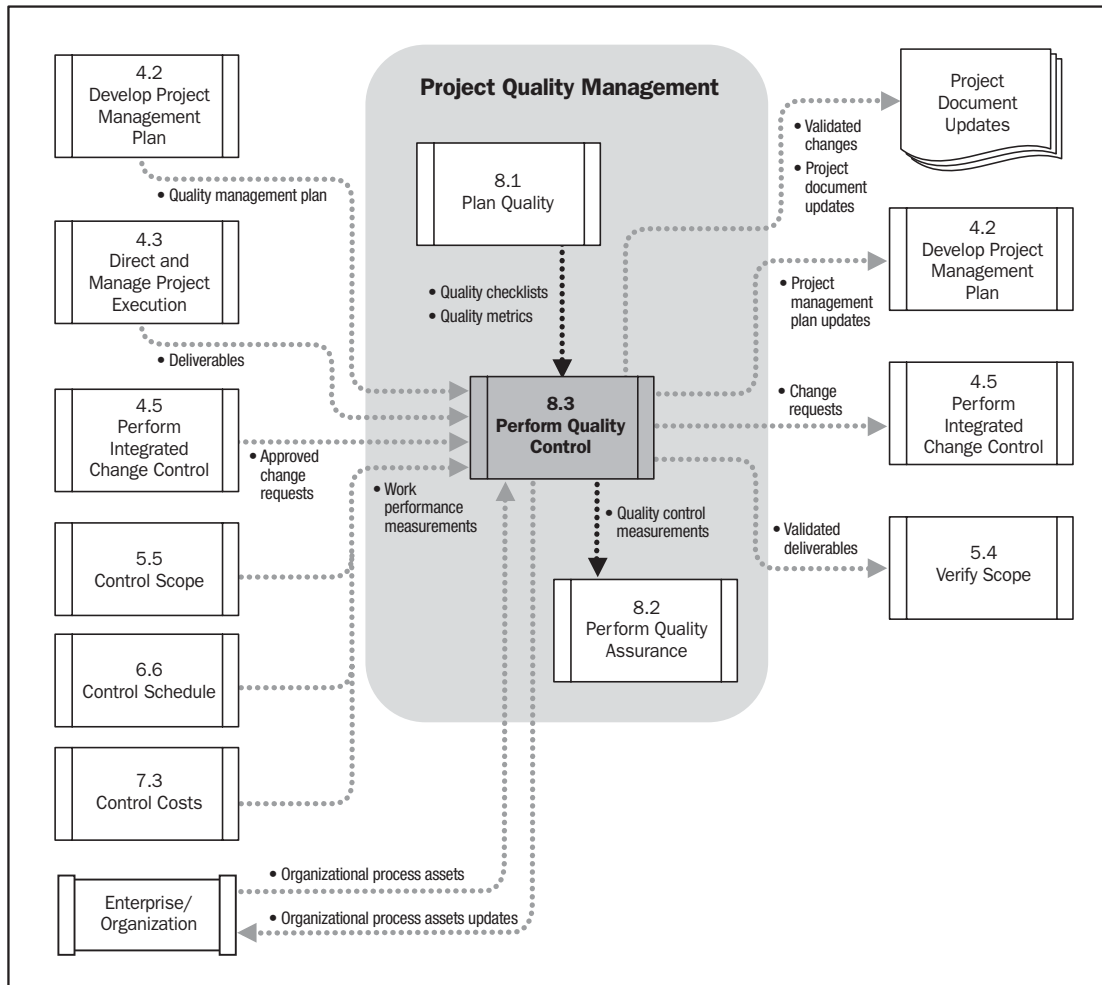 4.2
Develop Project
Management
Plan
• Quality management plan
4.3
Direct and
Manage Project
Execution
• Deliverables
4.5
Perform
Integrated
Change Control
• Approved
change
requests
5.5
Control Scope
6.6
Control Schedule
7.3
Control Costs
Enterprise/
Organization
• Organizational process assets
• Organizational process assets updates
Project Quality Management
8.1
Plan Quality
• Quality checklists
• Quality metrics
8.3
Perform Quality
Control
• Work
performance
measurements
• Quality control
measurements
8.2
Perform Quality
Assurance
• Validated
changes
• Project
document
updates
Project
Document
Updates
• Project
management
plan updates
4.2
Develop Project
Management
Plan
• Change
requests
4.5
Perform
Integrated
Change Control
• Validated
deliverables
5.4
Verify Scope